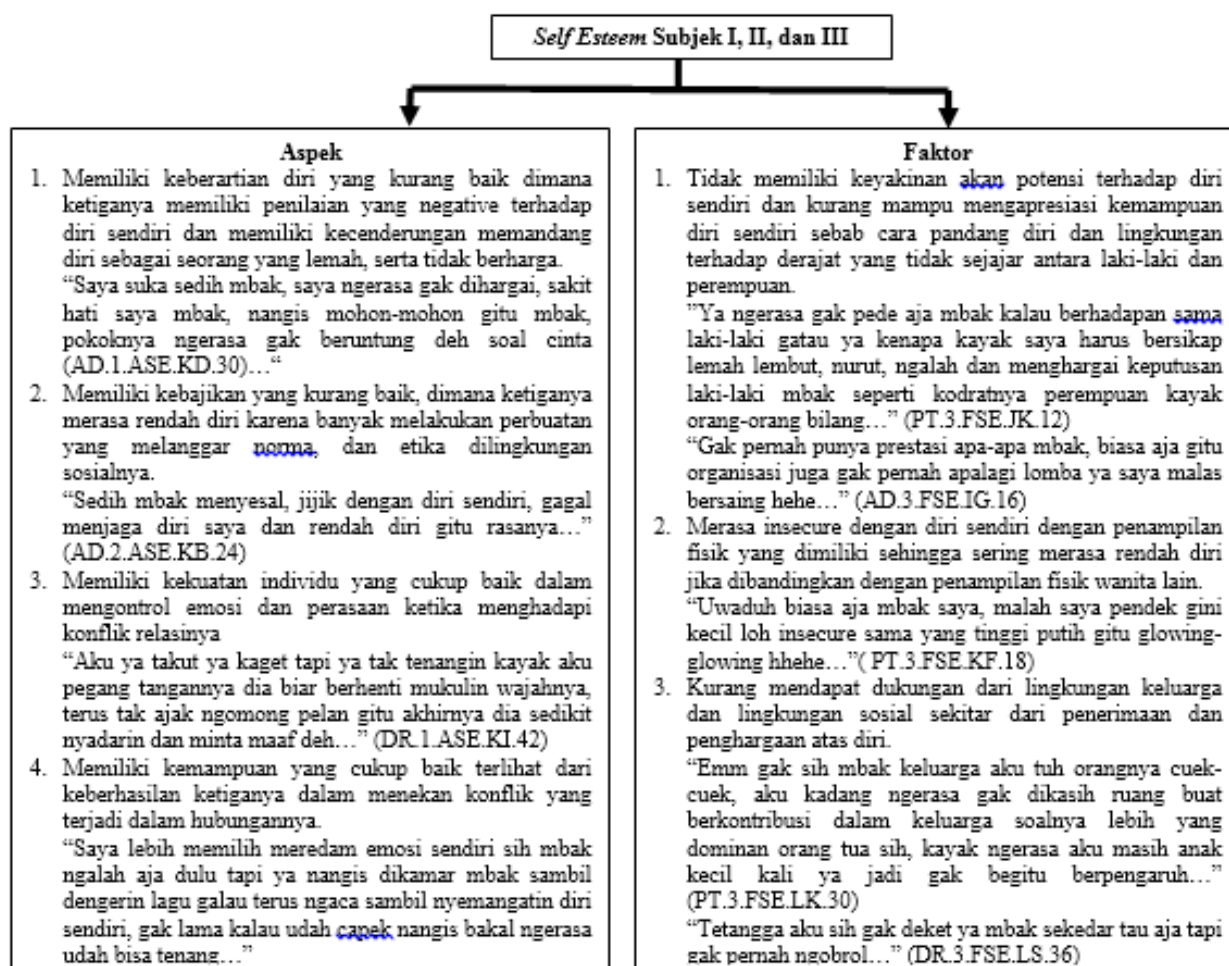 Self Esteem Subjek I, II, dan III
Aspek
1. Memiliki keberartian diri yang kurang baik dimana
ketiganya memiliki penilaian yang negative terhadap
diri sendiri dan memiliki kecenderungan memandang
diri sebagai seorang yang lemah, serta tidak berharga.
“Saya suka sedih mbak, saya ngerasa gak dihargai, sakit
hati saya mbak, nangis mohon-mohon gitu mbak,
pokoknya ngerasa gak beruntung deh soal cinta
(AD.1.ASE.KD.30)…“
2. Memiliki kebajikan yang kurang baik, dimana ketiganya
merasa rendah diri karena banyak melakukan perbuatan
yang melanggar norma, dan etika dilingkungan
sosialnya.
“Sedih mbak menyesal, jijik dengan diri sendiri, gagal
menjaga diri saya dan rendah diri gitu rasanya…”
(AD.2.ASE.KB.24)
3. Memiliki kekuatan individu yang cukup baik dalam
mengontrol emosi dan perasaan ketika menghadapi
konflik relasinya
“Aku ya takut ya kaget tapi ya tak tenangin kayak aku
pegang tangannya dia biar berhenti mukulin wajahnya,
terus tak ajak ngomong pelan gitu akhirnya dia sedikit
nyadarin dan minta maaf deh…” (DR.1.ASE.KI.42)
4. Memiliki kemampuan yang cukup baik terlihat dari
keberhasilan ketiganya dalam menekan konflik yang
terjadi dalam hubungannya.
“Saya lebih memilih meredam emosi sendiri sih mbak
ngalah aja dulu tapi ya nangis dikamar mbak sambil
dengerin lagu galau terus ngaca sambil nyemangatin diri
sendiri, gak lama kalau udah capek nangis bakal ngerasa
udah bisa tenang…”
Faktor
1. Tidak memiliki keyakinan akan potensi terhadap diri
sendiri dan kurang mampu mengapresiasi kemampuan
diri sendiri sebab cara pandang diri dan lingkungan
terhadap derajat yang tidak sejajar antara laki-laki dan
perempuan.
”Ya ngerasa gak pede aja mbak kalau berhadapan sama
laki-laki gatau ya kenapa kayak saya harus bersikap
lemah lembut, nurut, ngalah dan menghargai keputusan
laki-laki mbak seperti kodratnya perempuan kayak
orang-orang bilang…” (PT.3.FSE.JK.12)
“Gak pernah punya prestasi apa-apa mbak, biasa aja gitu
organisasi juga gak pernah apalagi lomba ya saya malas
bersaing hehe…” (AD.3.FSE.IG.16)
2. Merasa insecure dengan diri sendiri dengan penampilan
fisik yang dimiliki sehingga sering merasa rendah diri
jika dibandingkan dengan penampilan fisik wanita lain.
“Uwaduh biasa aja mbak saya, malah saya pendek gini
kecil loh insecure sama yang tinggi putih gitu glowing-
glowing hhehe…”( PT.3.FSE.KF.18)
3. Kurang mendapat dukungan dari lingkungan keluarga
dan lingkungan sosial sekitar dari penerimaan dan
penghargaan atas diri.
“Emm gak sih mbak keluarga aku tuh orangnya cuek-
cuek, aku kadang ngerasa gak dikasih ruang buat
berkontribusi dalam keluarga soalnya lebih yang
dominan orang tua sih, kayak ngerasa aku masih anak
kecil kali ya jadi gak begitu berpengaruh…”
(PT.3.FSE.LK.30)
“Tetangga aku sih gak deket ya mbak sekedar tau aja tapi
gak pernah ngobrol…” (DR.3.FSE.LS.36)